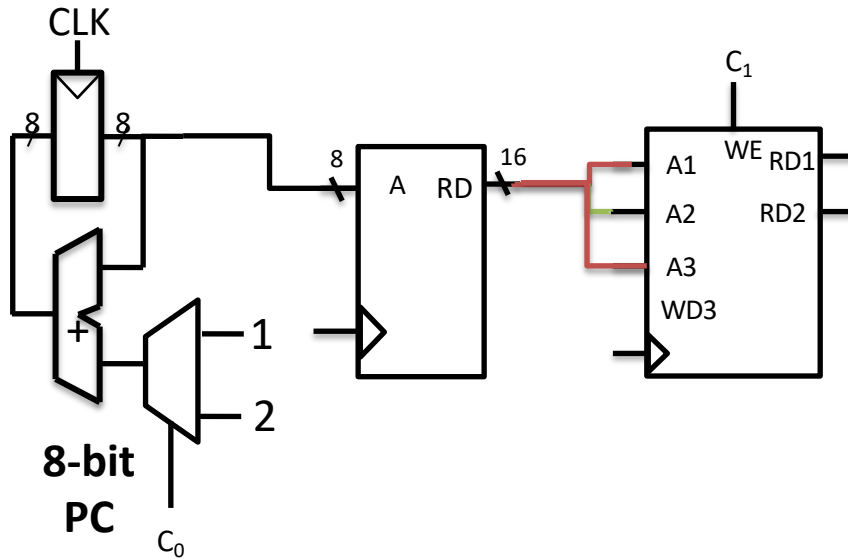 CLK
8
8
+
1
2
8-bit
PC
C₀
8
A
RD
16
C₁
WE
A1
A2
A3
WD3
RD1
RD2